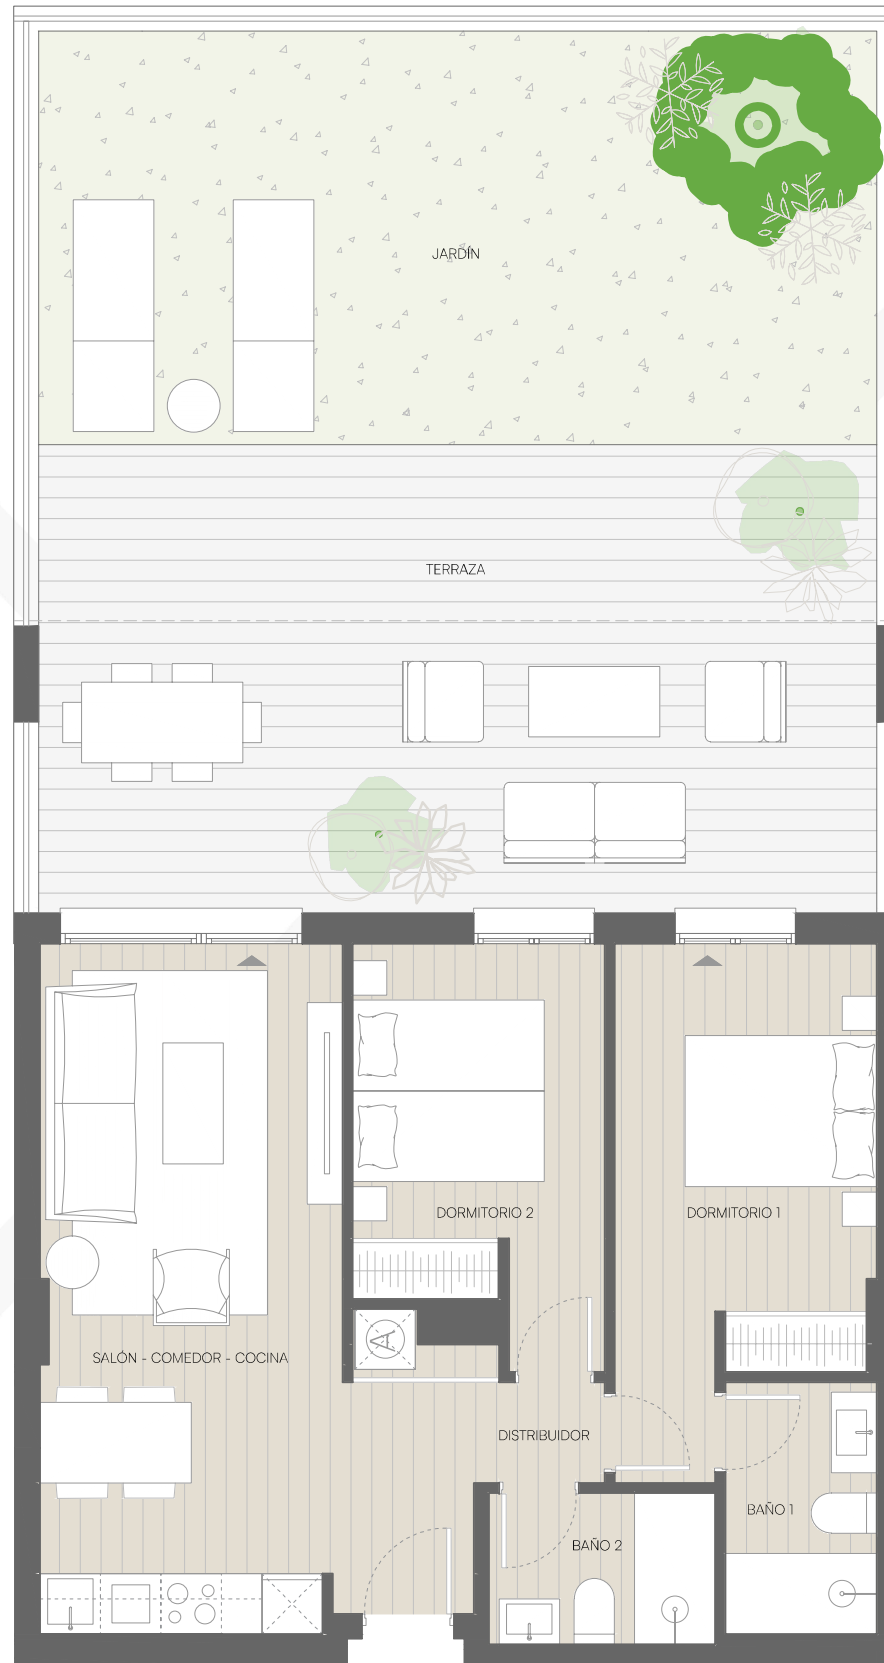 JARDÍN
TERRAZA
DORMITORIO 2
DORMITORIO 1
A
SALÓN - COMEDOR - COCINA
DISTRIBUIDOR
BAÑO 1
BAÑO 2